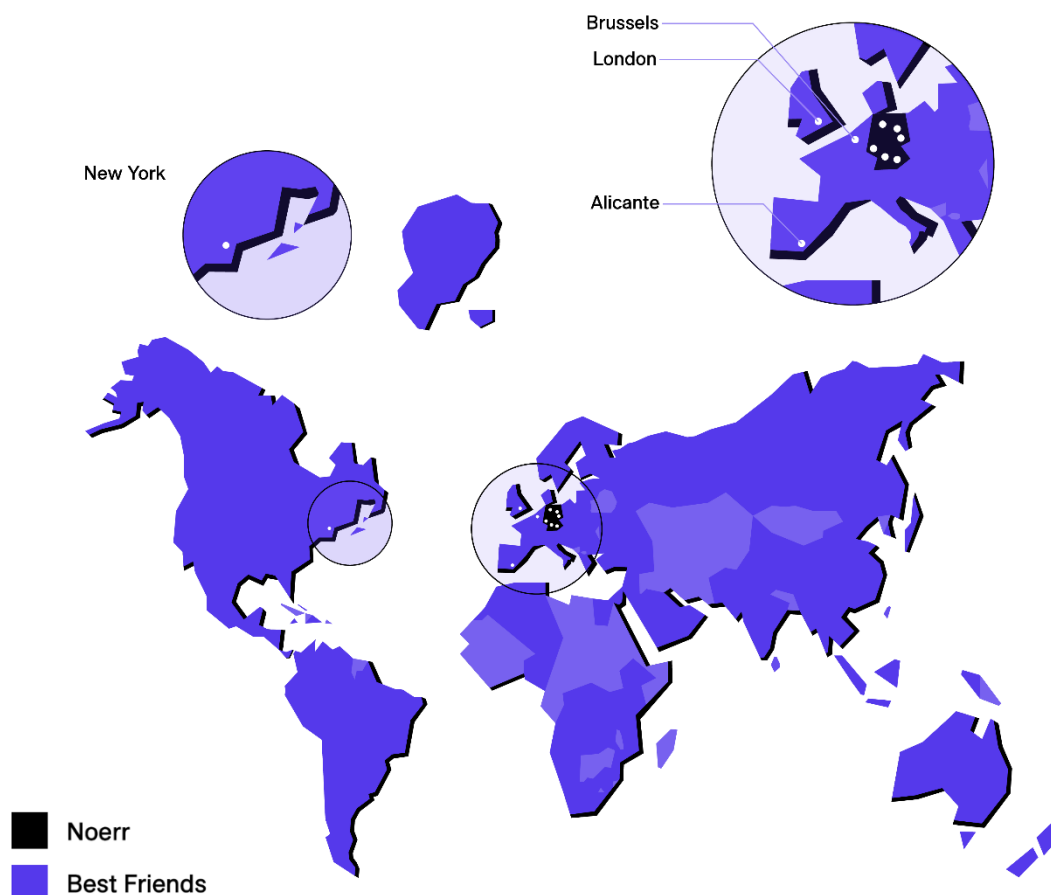 Brussels
London
New York
Alicante
Noerr
Best Friends